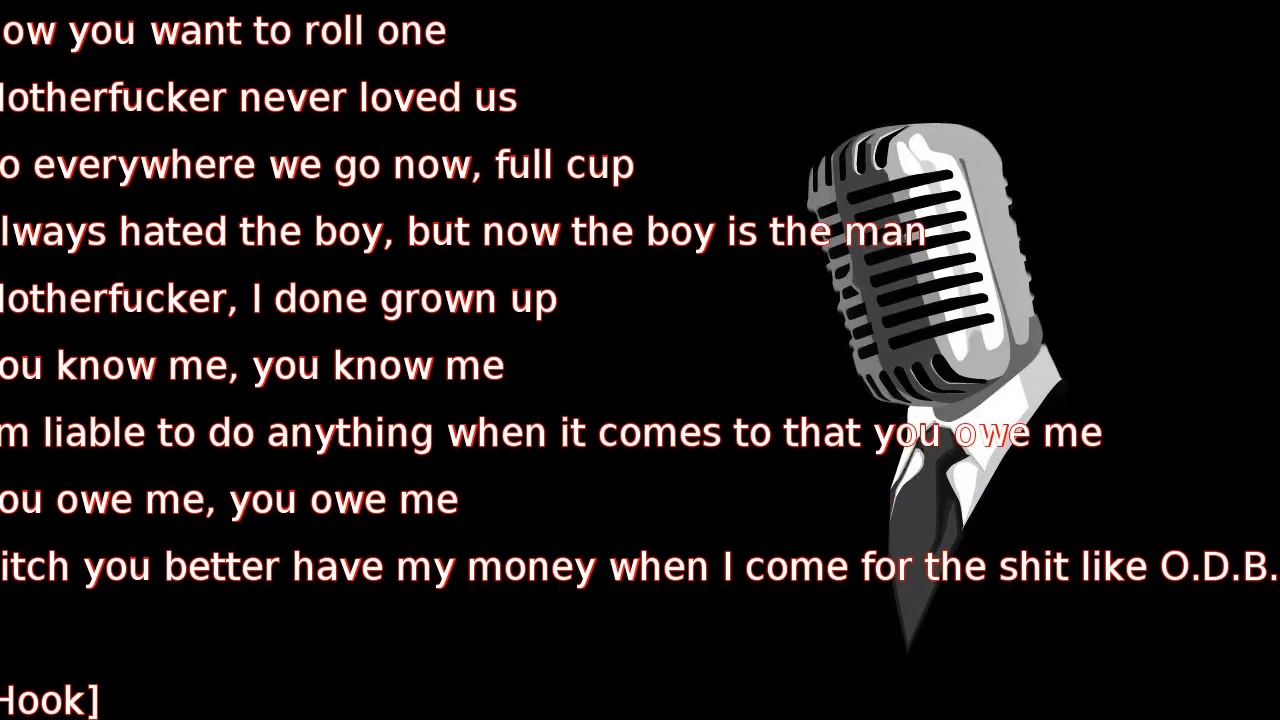 ow you want to roll one
otherfucker never loved us
o everywhere we go now, full cup
lways hated the boy, but now the boy is the man
otherfucker, I done grown up
ou know me, you know me
m liable to do anything when it comes to that you owe me
ou owe me, you owe me
itch you better have my money when I come for the shit like O.D.B.
Hook]